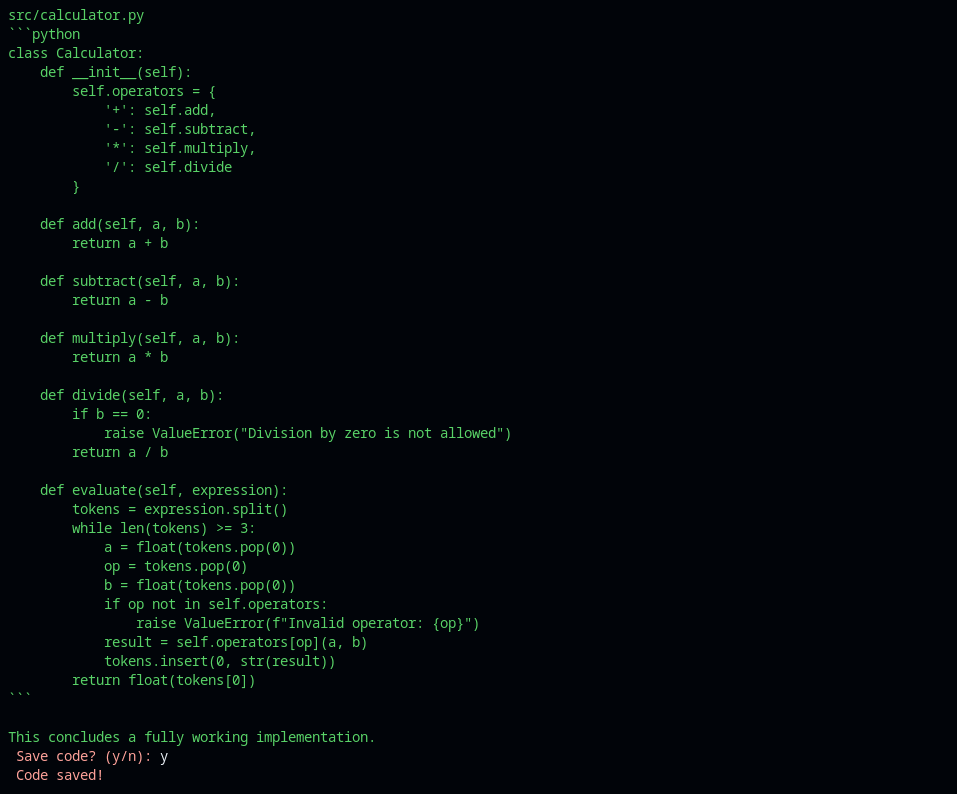 src/calculator.py
```python
class Calculator:
    def __init__(self):
        self.operators = {
            '+': self.add,
            '-': self.subtract,
            '*': self.multiply,
            '/': self.divide
        }

    def add(self, a, b):
        return a + b

    def subtract(self, a, b):
        return a - b

    def multiply(self, a, b):
        return a * b

    def divide(self, a, b):
        if b == 0:
            raise ValueError("Division by zero is not allowed")
        return a / b

    def evaluate(self, expression):
        tokens = expression.split()
        while len(tokens) >= 3:
            a = float(tokens.pop(0))
            op = tokens.pop(0)
            b = float(tokens.pop(0))
            if op not in self.operators:
                raise ValueError(f"Invalid operator: {op}")
            result = self.operators[op](a, b)
            tokens.insert(0, str(result))
        return float(tokens[0])
```

This concludes a fully working implementation.
 Save code? (y/n): y
 Code saved!